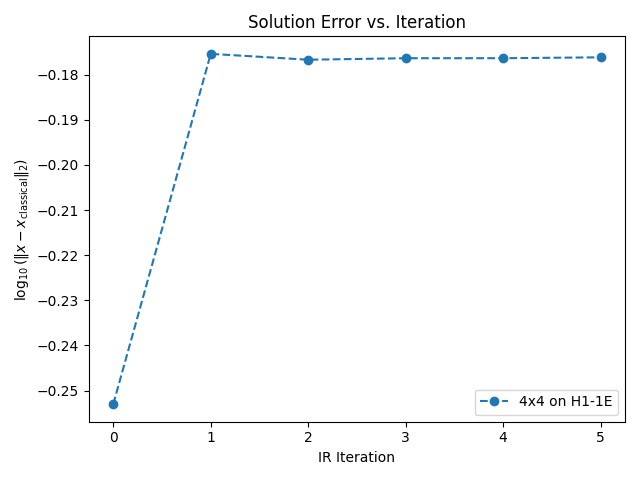 Solution Error vs. Iteration
−0.18
−0.19
−0.20
−0.21
−0.22
−0.23
−0.24
−0.25
log₁₀(‖x − x_classical‖₂)
4x4 on H1-1E
0 1 2 3 4 5
IR Iteration